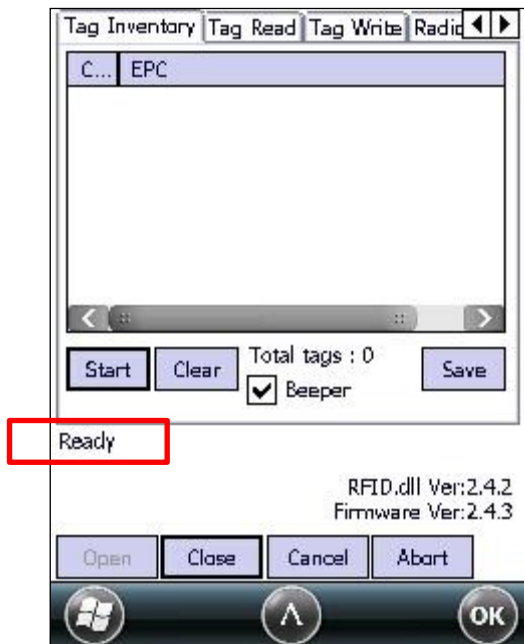 Tag Inventory Tag Read Tag Write Radio
C... EPC
Start Clear Total tags : 0 Save
Beeper
Ready
RFID.dll Ver:2.4.2
Firmware Ver:2.4.3
Open Close Cancel Abort
OK